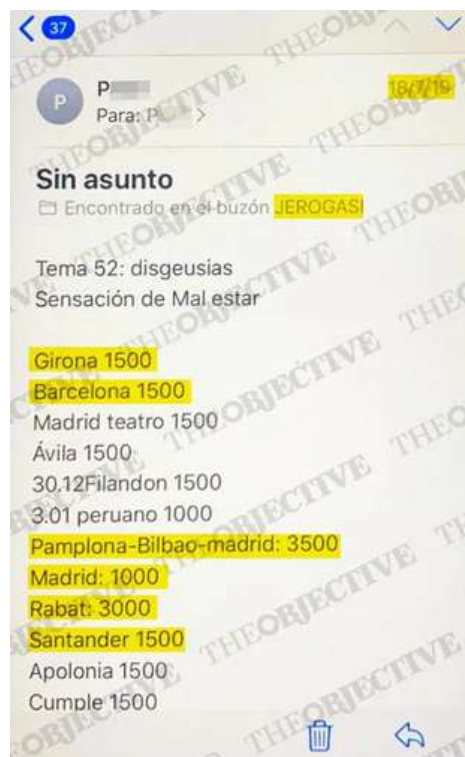 37
P
P
Para: P
18/7/19
Sin asunto
Encontrado en el buzón JEROGASI
Tema 52: disgeusias
Sensación de Mal estar
Girona 1500
Barcelona 1500
Madrid teatro 1500
Ávila 1500
30.12Filandon 1500
3.01 peruano 1000
Pamplona-Bilbao-madrid: 3500
Madrid: 1000
Rabat: 3000
Santander 1500
Apolonia 1500
Cumple 1500
THEOBJECTIVE